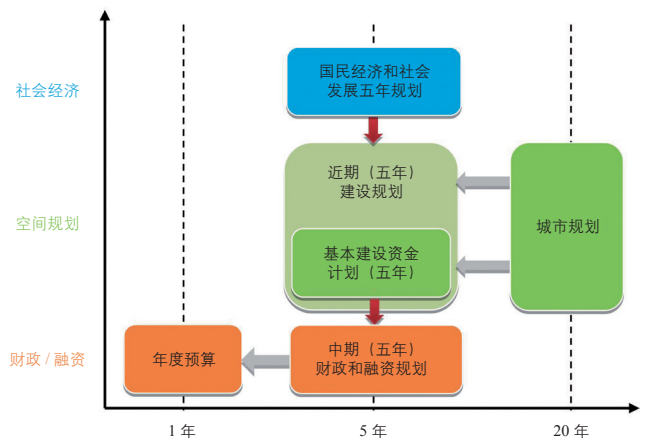 社会经济
国民经济和社会
发展五年规划
空间规划
近期（五年）
建设规划
城市规划
基本建设资金
计划（五年）
财政 / 融资
年度预算
中期（五年）
财政和融资规划
1 年
5 年
20 年